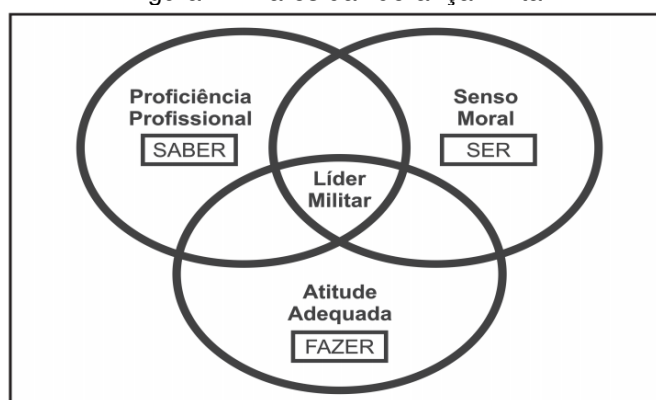 Proficiência
Profissional
SABER
Senso
Moral
SER
Líder
Militar
Atitude
Adequada
FAZER